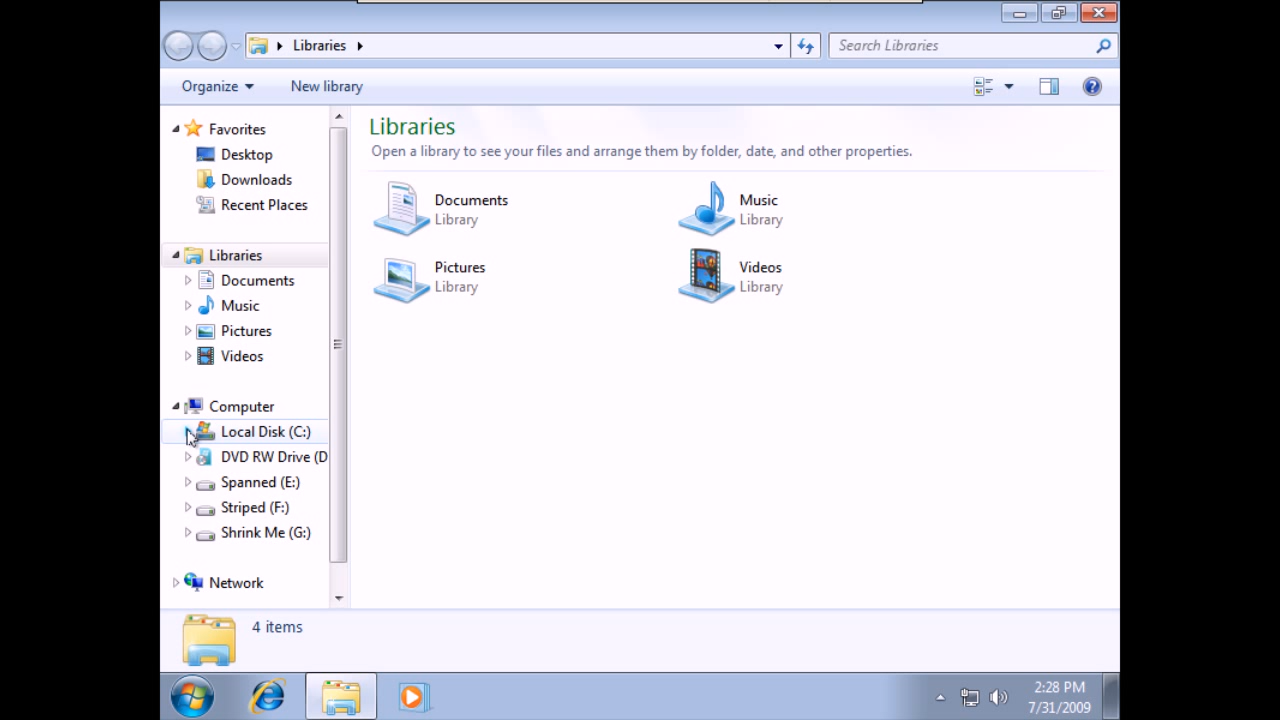 Libraries
Search Libraries
Organize
New library
Favorites
Desktop
Downloads
Recent Places
Libraries
Documents
Music
Pictures
Videos
Computer
Local Disk (C:)
DVD RW Drive (D
Spanned (E:)
Striped (F:)
Shrink Me (G:)
Network
Libraries
Open a library to see your files and arrange them by folder, date, and other properties.
Documents
Library
Music
Library
Pictures
Library
Videos
Library
4 items
2:28 PM
7/31/2009